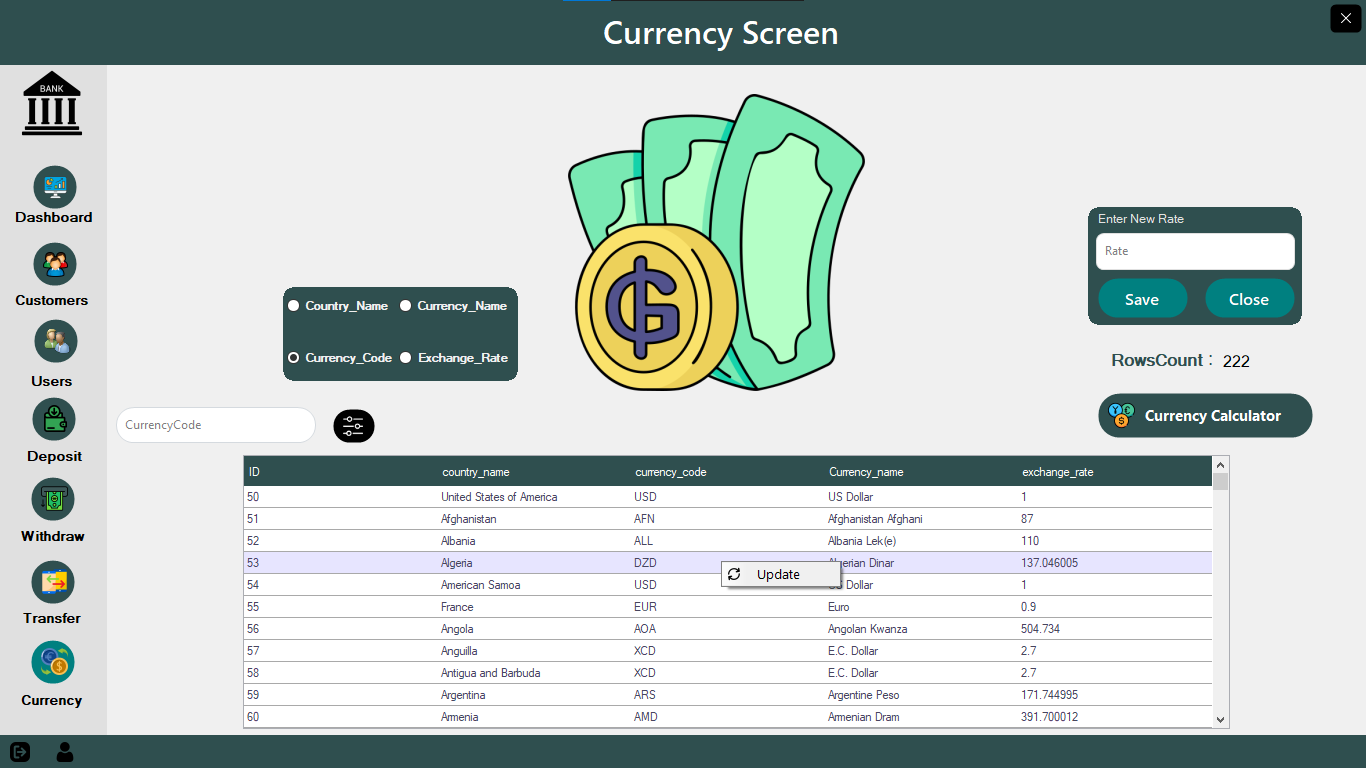 Currency Screen
BANK
Dashboard
Customers
Users
Deposit
Withdraw
Transfer
Currency
Country_Name Currency_Name
Currency_Code Exchange_Rate
CurrencyCode
Enter New Rate
Rate
Save Close
RowsCount : 222
Currency Calculator
ID country_name currency_code Currency_name exchange_rate
50 United States of America USD US Dollar 1
51 Afghanistan AFN Afghanistan Afghani 87
52 Albania ALL Albania Lek(e) 110
53 Algeria DZD Dinar 137.046005
Update
54 American Samoa USD Dollar 1
55 France EUR Euro 0.9
56 Angola AOA Angolan Kwanza 504.734
57 Anguilla XCD E.C. Dollar 2.7
58 Antigua and Barbuda XCD E.C. Dollar 2.7
59 Argentina ARS Argentine Peso 171.744995
60 Armenia AMD Armenian Dram 391.700012